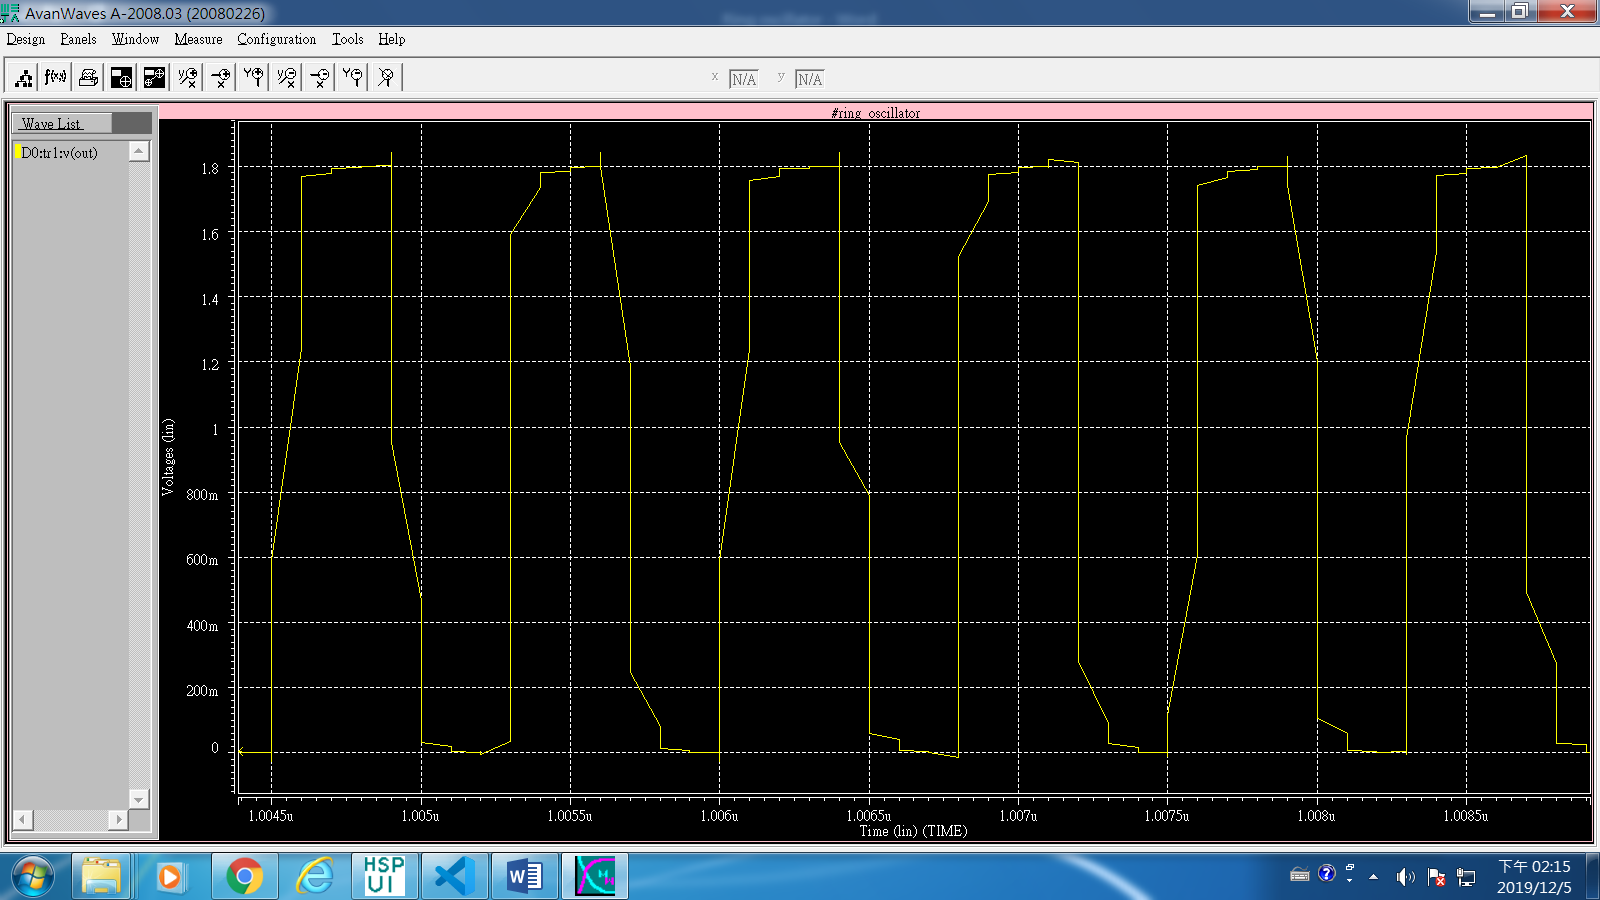 AvanWaves A-2008.03 (20080226)
Design Panels Window Measure Configuration Tools Help
f(x)
x N/A y N/A
Wave List
D0:tr1:v(out)
#ring_oscillator
1.8
1.6
1.4
1.2
1
800m
600m
400m
200m
0
Voltages (lin)
1.0045u 1.005u 1.0055u 1.006u 1.0065u 1.007u 1.0075u 1.008u 1.0085u
Time (lin) (TIME)
HSP
UI
下午 02:15
2019/12/5